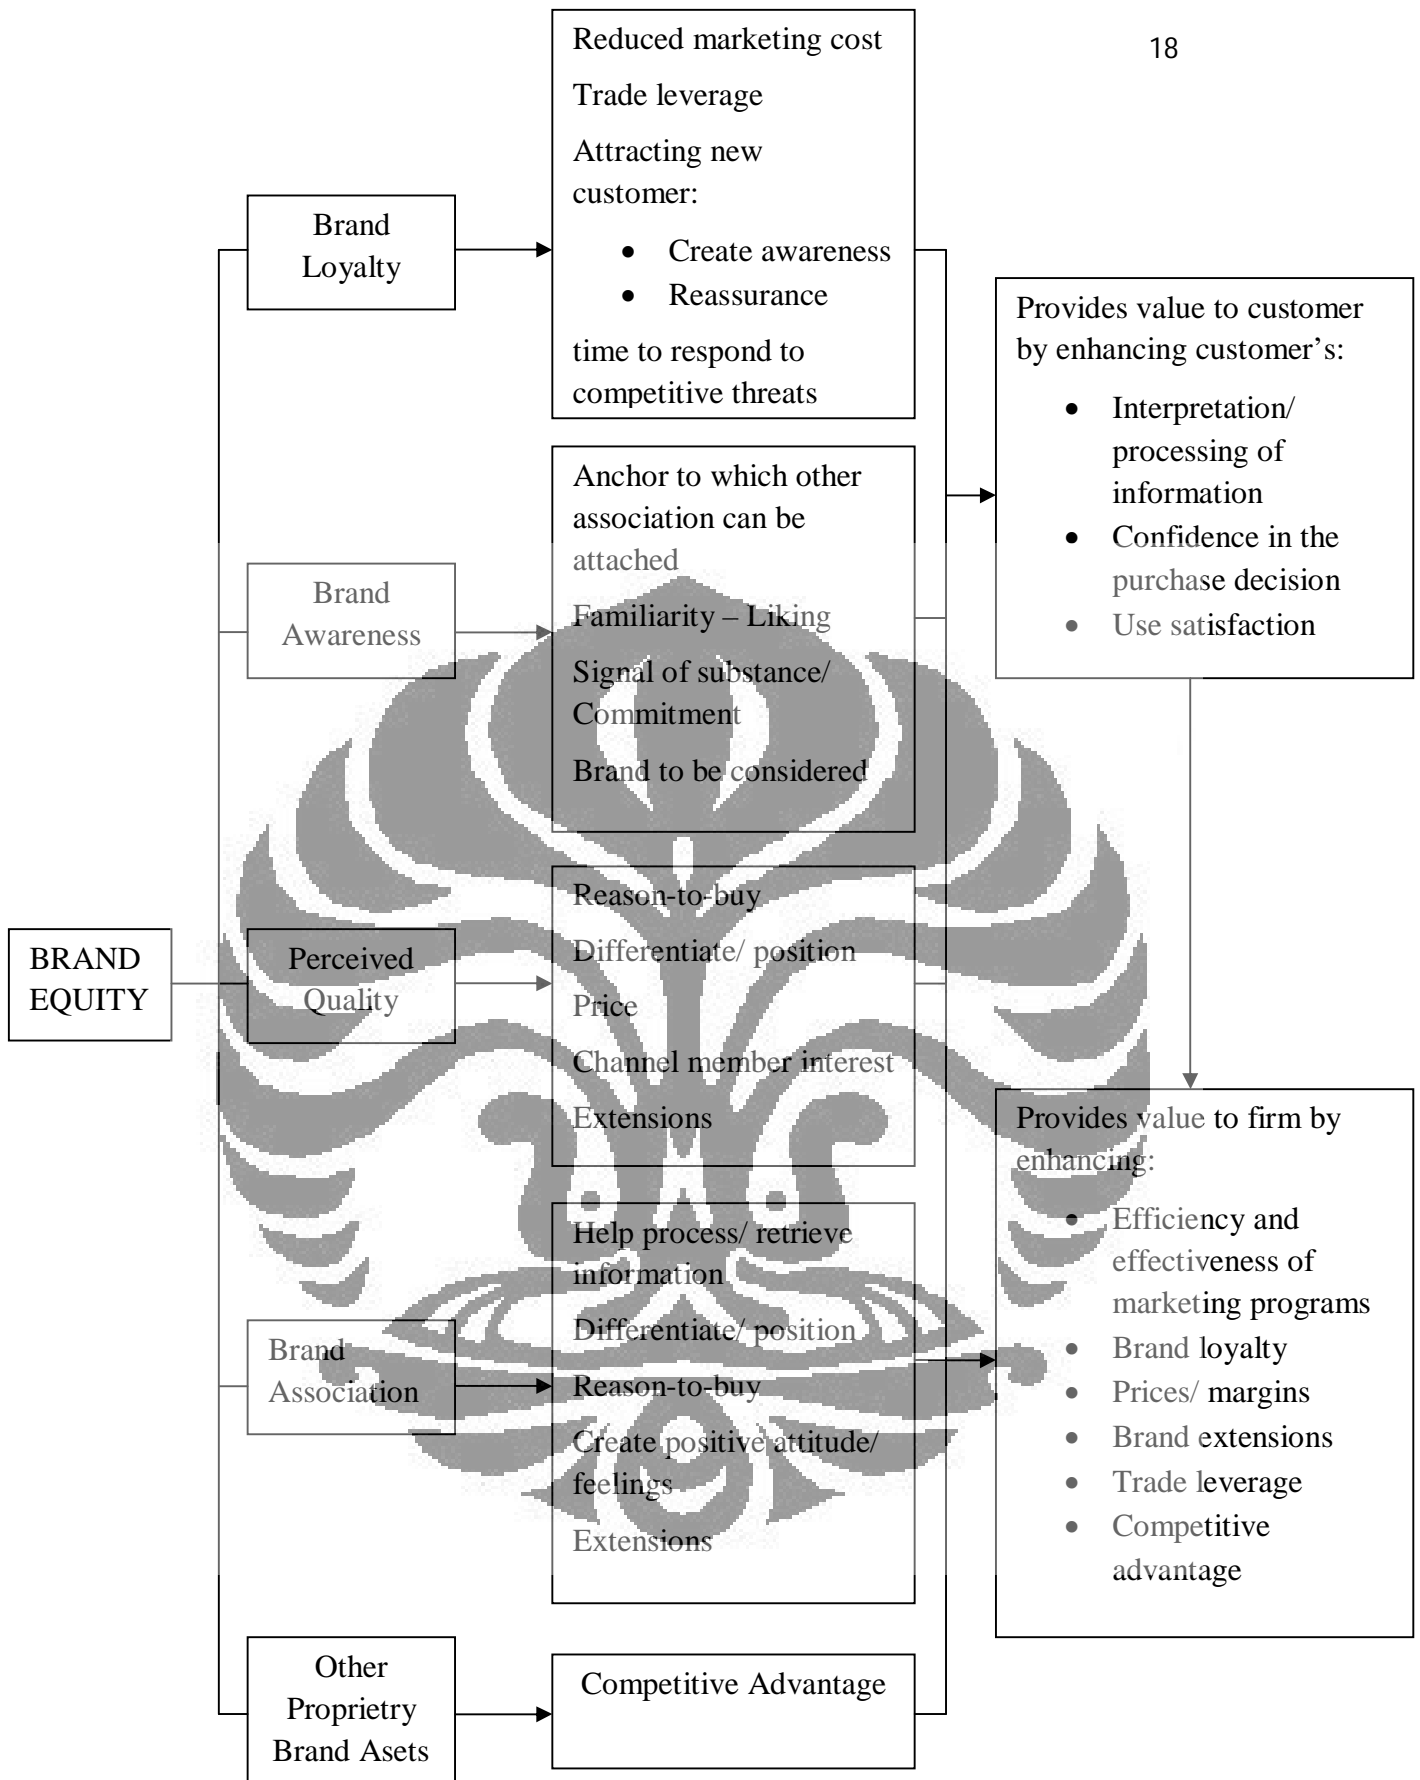 18
BRAND
EQUITY
Brand
Loyalty
Reduced marketing cost
Trade leverage
Attracting new
customer:
• Create awareness
• Reassurance
time to respond to
competitive threats
Brand
Awareness
Anchor to which other
association can be
attached
Familiarity – Liking
Signal of substance/
Commitment
Brand to be considered
Perceived
Quality
Reason-to-buy
Differentiate/ position
Price
Channel member interest
Extensions
Brand
Association
Help process/ retrieve
information
Differentiate/ position
Reason-to-buy
Create positive attitude/
feelings
Extensions
Other
Proprietry
Brand Asets
Competitive Advantage
Provides value to customer
by enhancing customer’s:
• Interpretation/
processing of
information
• Confidence in the
purchase decision
• Use satisfaction
Provides value to firm by
enhancing:
• Efficiency and
effectiveness of
marketing programs
• Brand loyalty
• Prices/ margins
• Brand extensions
• Trade leverage
• Competitive
advantage